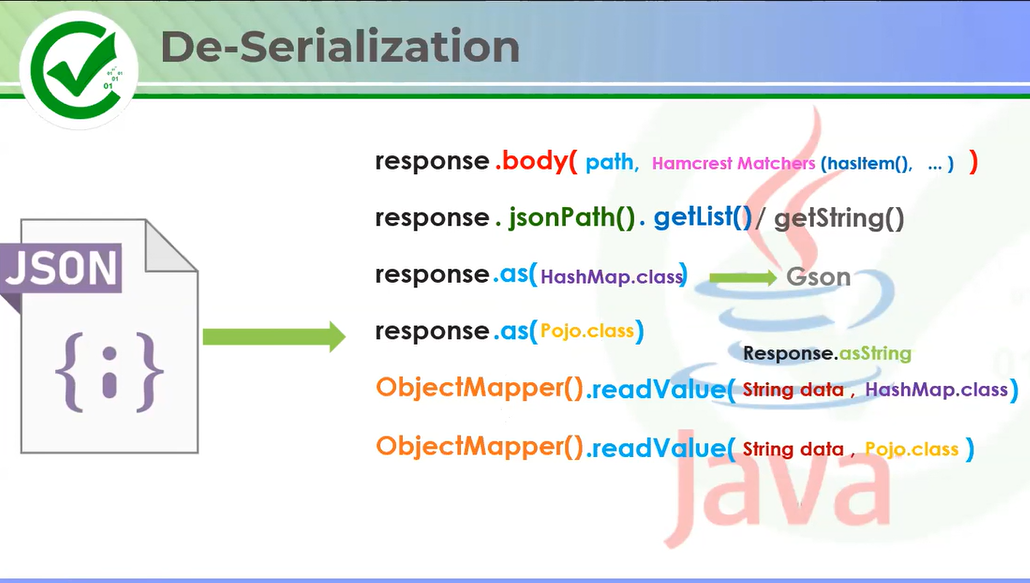 De-Serialization
response .body( path, Hamcrest Matchers (hasItem(), ... ) )
response . jsonPath() . getList() / getString()
response .as( HashMap.class ) Gson
response .as( Pojo.class )
Response.asString
ObjectMapper().readValue( String data , HashMap.class )
ObjectMapper().readValue( String data , Pojo.class )
JSON
{ ; }
Java
01